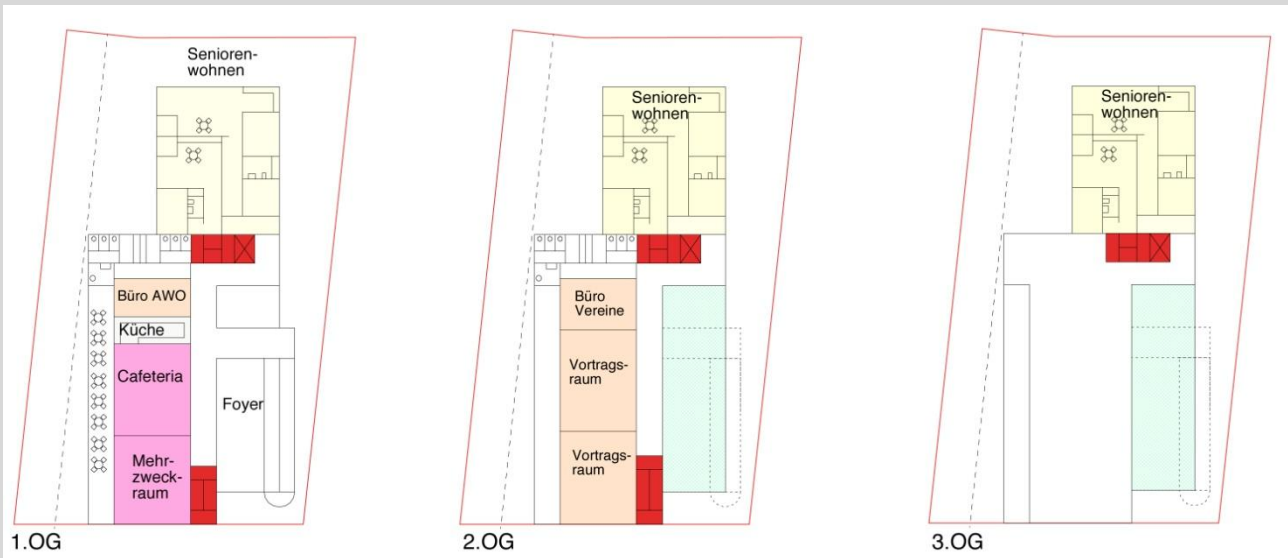 Senioren-
wohnen
Büro AWO
Küche
Cafeteria
Foyer
Mehr-
zweck-
raum
1.OG
Senioren-
wohnen
Büro
Vereine
Vortrags-
raum
Vortrags-
raum
2.OG
Senioren-
wohnen
3.OG